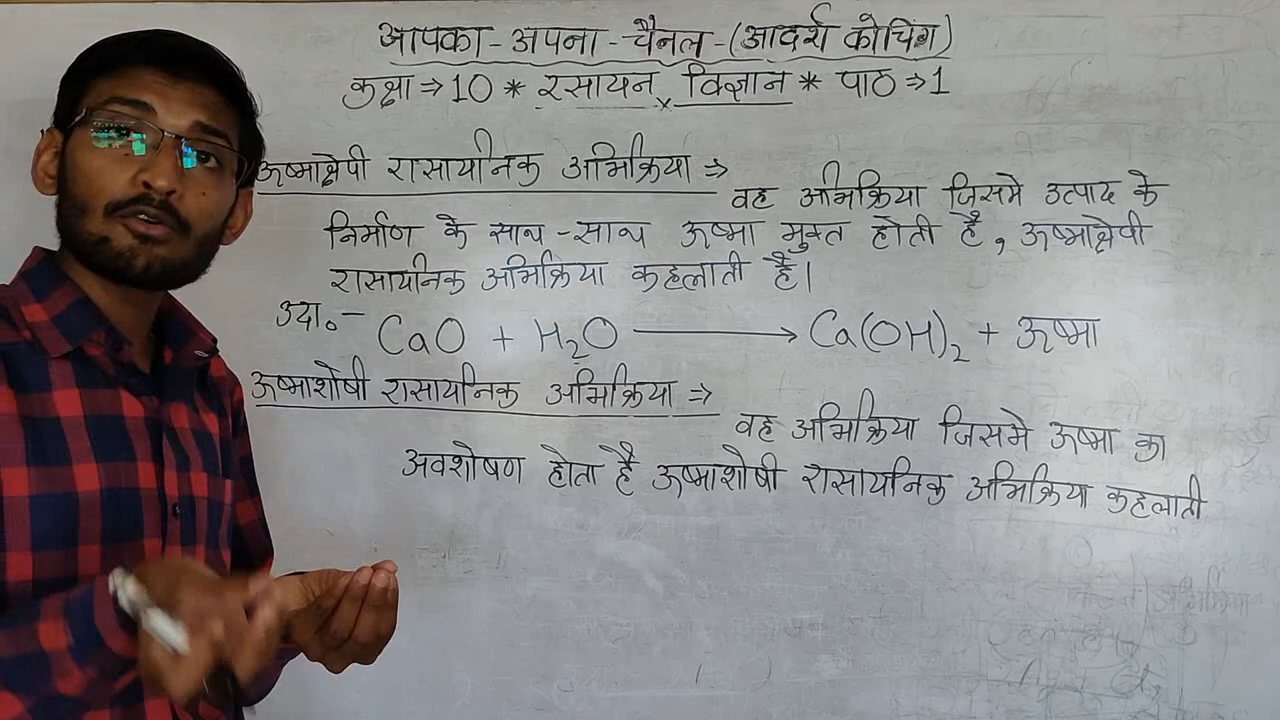 आपका - अपना - चैनल - (आदर्श कोचिंग)
कक्षा ⇒ 10 * रसायन विज्ञान * पाठ ⇒ 1
x
ऊष्माक्षेपी रासायनिक अभिक्रिया ⇒ वह अभिक्रिया जिसमे उत्पाद के
निर्माण के साथ - साथ ऊष्मा मुक्त होती है, ऊष्माक्षेपी
रासायनिक अभिक्रिया कहलाती है।
उदा०- CaO + H₂O ⟶ Ca(OH)₂ + ऊष्मा
ऊष्माशोषी रासायनिक अभिक्रिया ⇒ वह अभिक्रिया जिसमे ऊष्मा का
अवशोषण होता है ऊष्माशोषी रासायनिक अभिक्रिया कहलाती